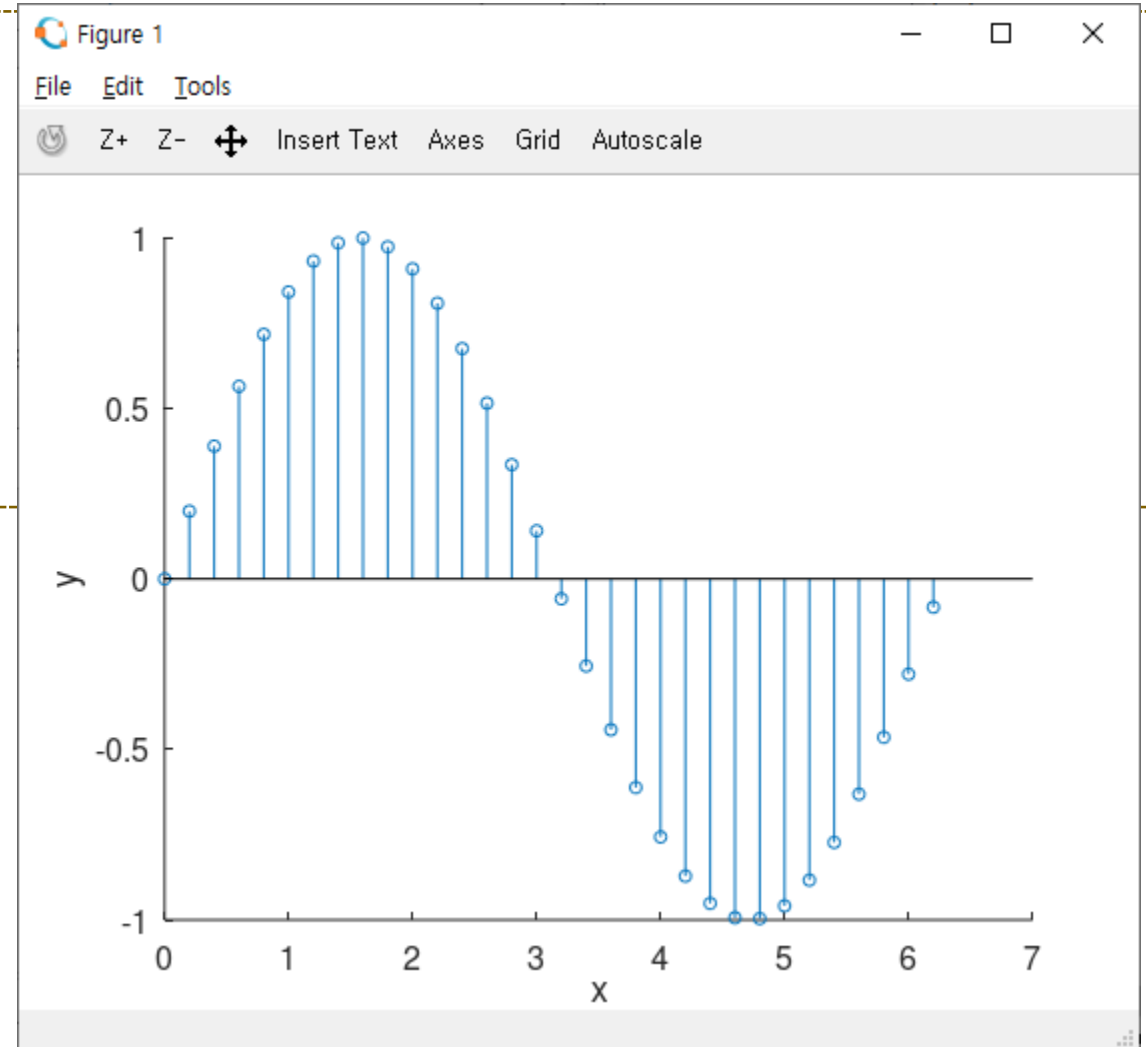 Figure 1
File Edit Tools
Z+ Z- Insert Text Axes Grid Autoscale
1
0.5
0
-0.5
-1
y
0 1 2 3 4 5 6 7
x